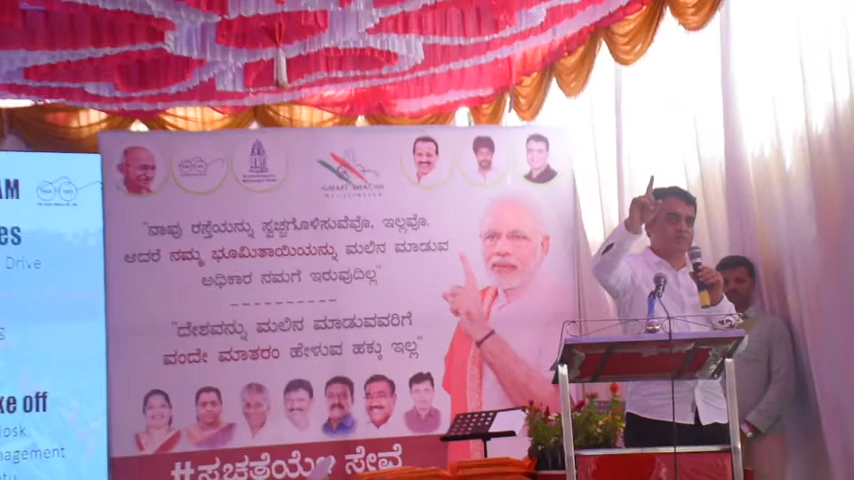 AM
es
Drive
ke off
iosk
nagement
"ನಾವು ರಸ್ತೆಯನ್ನು ಸ್ವಚ್ಛಗೊಳಿಸುವೆವೊ, ಇಲ್ಲವೊ.
ಆದರೆ ನಮ್ಮ ಭೂಮಿತಾಯಿಯನ್ನು ಮಲಿನ ಮಾಡುವ
ಅಧಿಕಾರ ನಮಗೆ ಇರುವುದಿಲ್ಲ"
"ದೇಶವನ್ನು ಮಲಿನ ಮಾಡುವವರಿಗೆ
ವಂದೇ ಮಾತರಂ ಹೇಳುವ ಹಕ್ಕು ಇಲ್ಲ"
#ಸ್ವಚ್ಛತೆಯೇ ಸೇವೆ